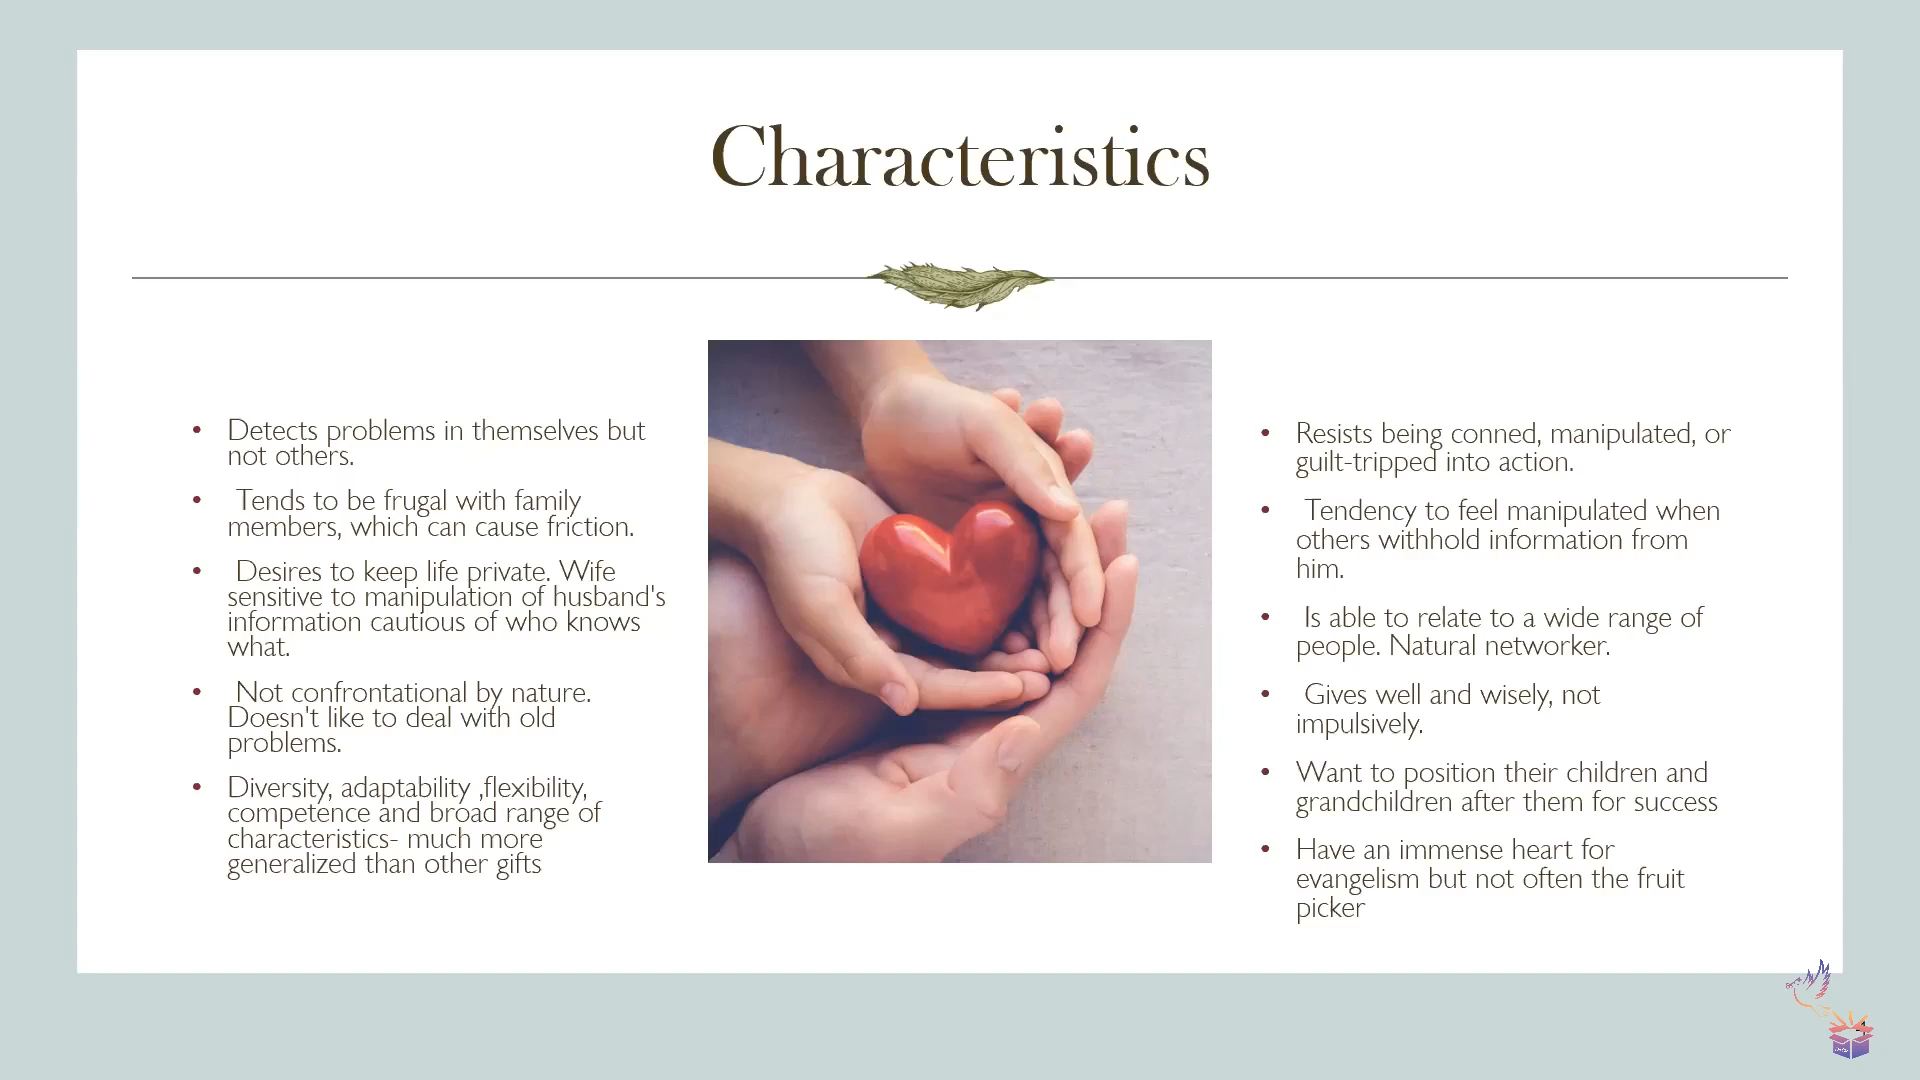 Characteristics
• Detects problems in themselves but
not others.
• Tends to be frugal with family
members, which can cause friction.
• Desires to keep life private. Wife
sensitive to manipulation of husband's
information cautious of who knows
what.
• Not confrontational by nature.
Doesn't like to deal with old
problems.
• Diversity, adaptability ,flexibility,
competence and broad range of
characteristics- much more
generalized than other gifts
• Resists being conned, manipulated, or
guilt-tripped into action.
• Tendency to feel manipulated when
others withhold information from
him.
• Is able to relate to a wide range of
people. Natural networker.
• Gives well and wisely, not
impulsively.
• Want to position their children and
grandchildren after them for success
• Have an immense heart for
evangelism but not often the fruit
picker